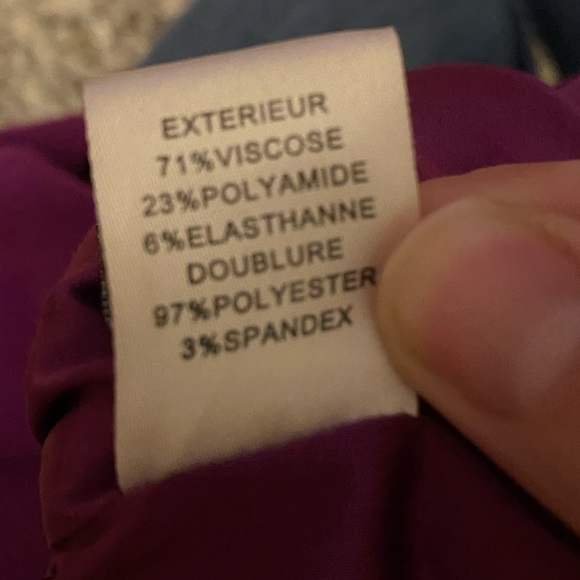 EXTERIEUR
71%VISCOSE
23%POLYAMIDE
6%ELASTHANNE
DOUBLURE
97%POLYESTER
3%SPANDEX